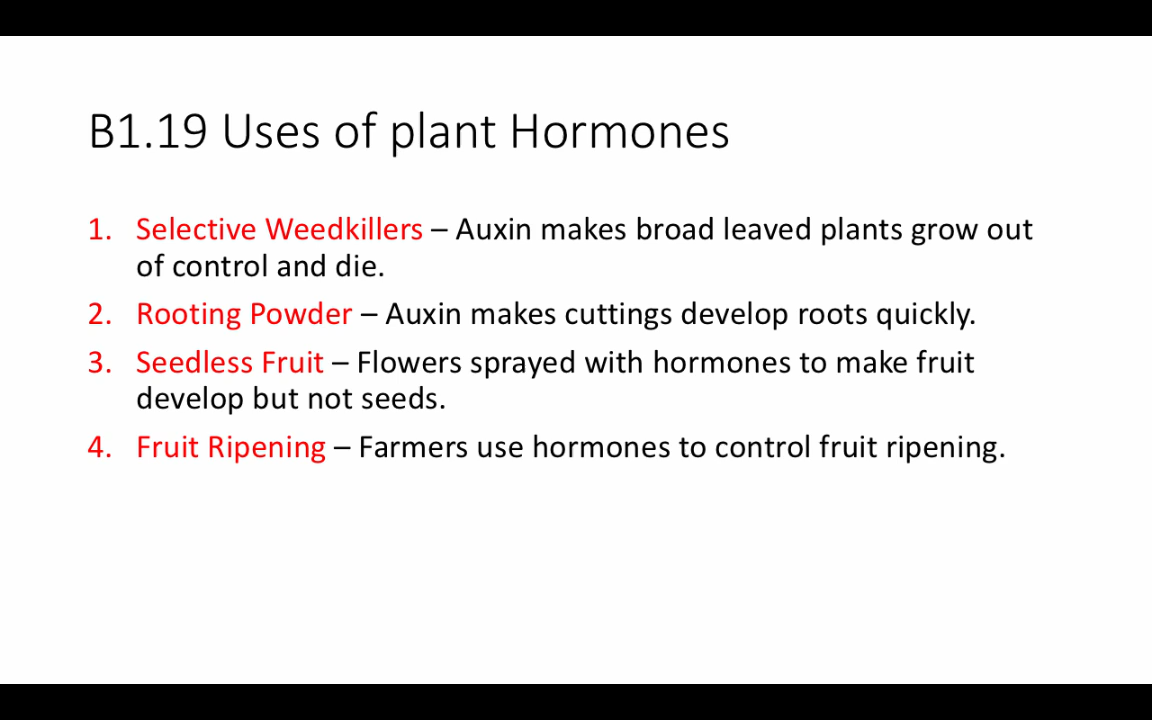 B1.19 Uses of plant Hormones
1. Selective Weedkillers – Auxin makes broad leaved plants grow out
of control and die.
2. Rooting Powder – Auxin makes cuttings develop roots quickly.
3. Seedless Fruit – Flowers sprayed with hormones to make fruit
develop but not seeds.
4. Fruit Ripening – Farmers use hormones to control fruit ripening.